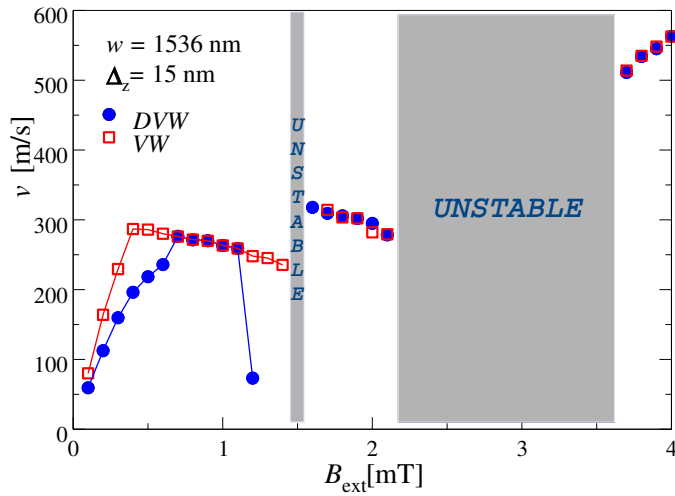 600
500
400
300
200
100
0
v [m/s]
w = 1536 nm
Δz = 15 nm
DVW
VW
UNSTABLE
UNSTABLE
0
1
2
3
4
Bext[mT]